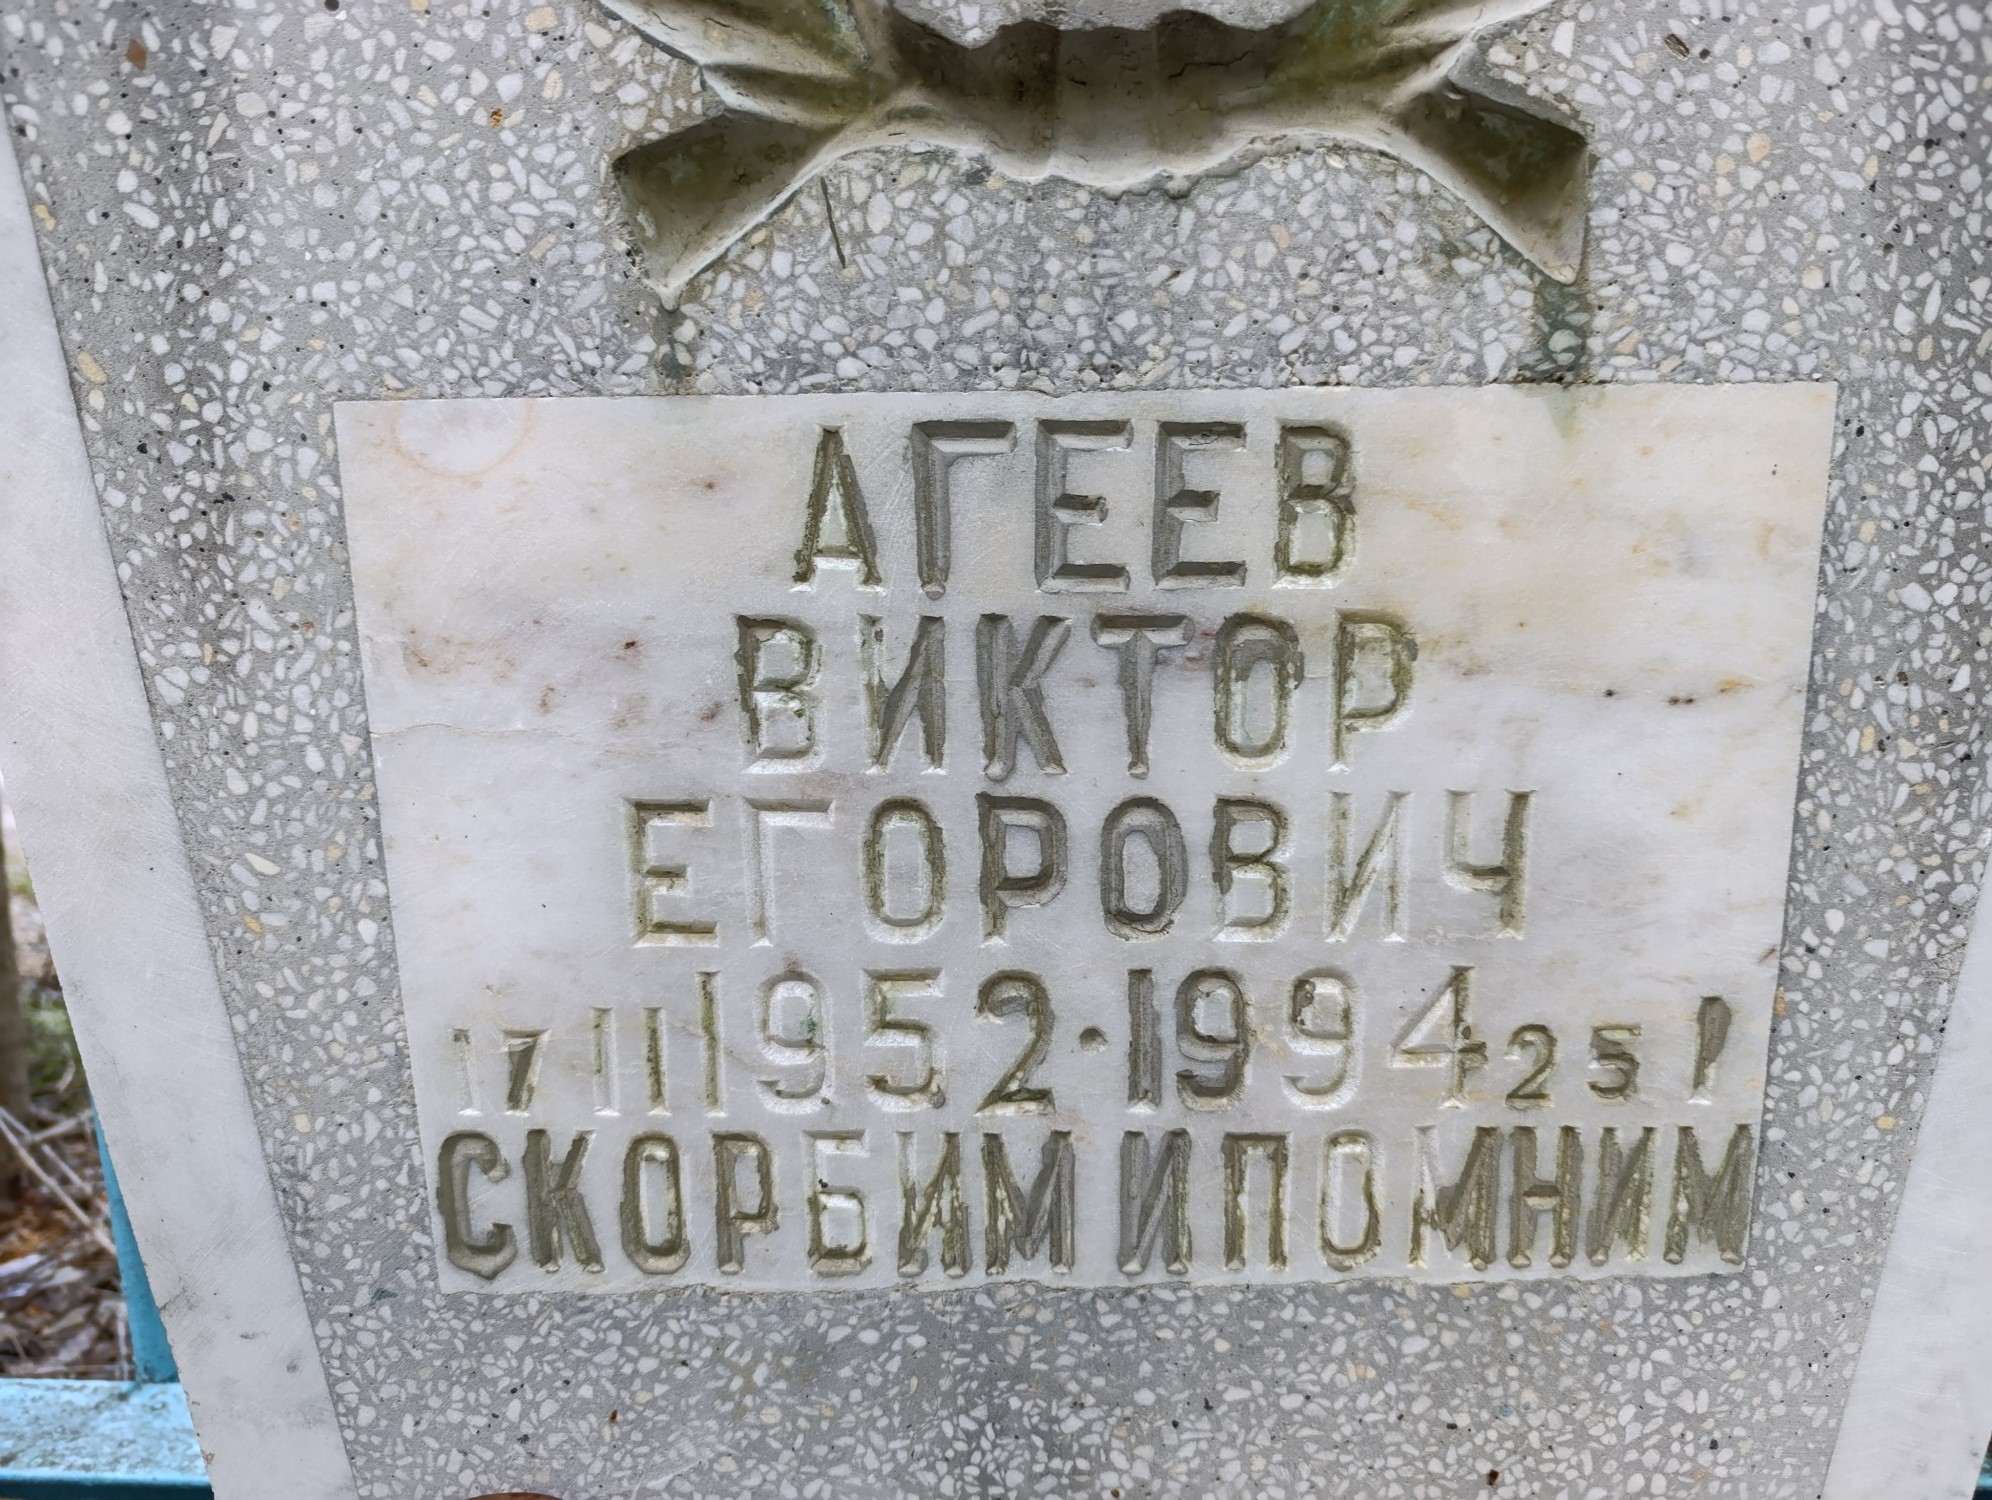 АГЕЕВ
ВИКТОР
ЕГОРОВИЧ
17 II 1952·1994 25 I
СКОРБИМ И ПОМНИМ